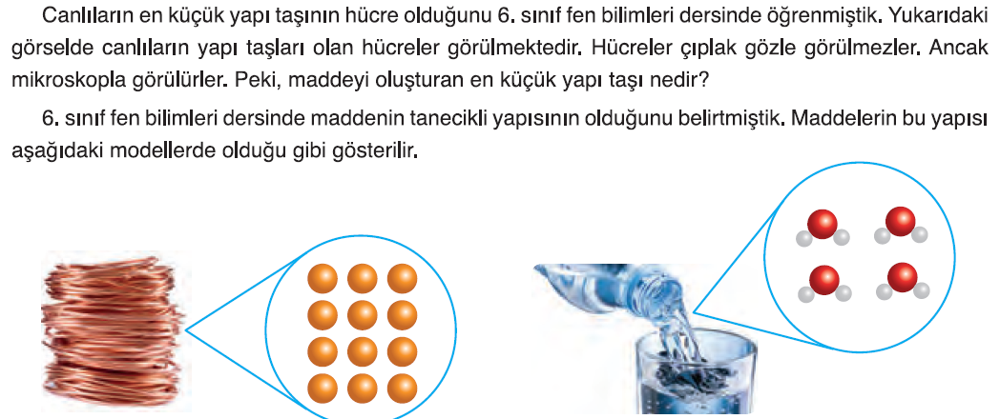 Canlıların en küçük yapı taşının hücre olduğunu 6. sınıf fen bilimleri dersinde öğrenmiştik. Yukarıdaki
görselde canlıların yapı taşları olan hücreler görülmektedir. Hücreler çıplak gözle görülmezler. Ancak
mikroskopla görülürler. Peki, maddeyi oluşturan en küçük yapı taşı nedir?
6. sınıf fen bilimleri dersinde maddenin tanecikli yapısının olduğunu belirtmiştik. Maddelerin bu yapısı
aşağıdaki modellerde olduğu gibi gösterilir.